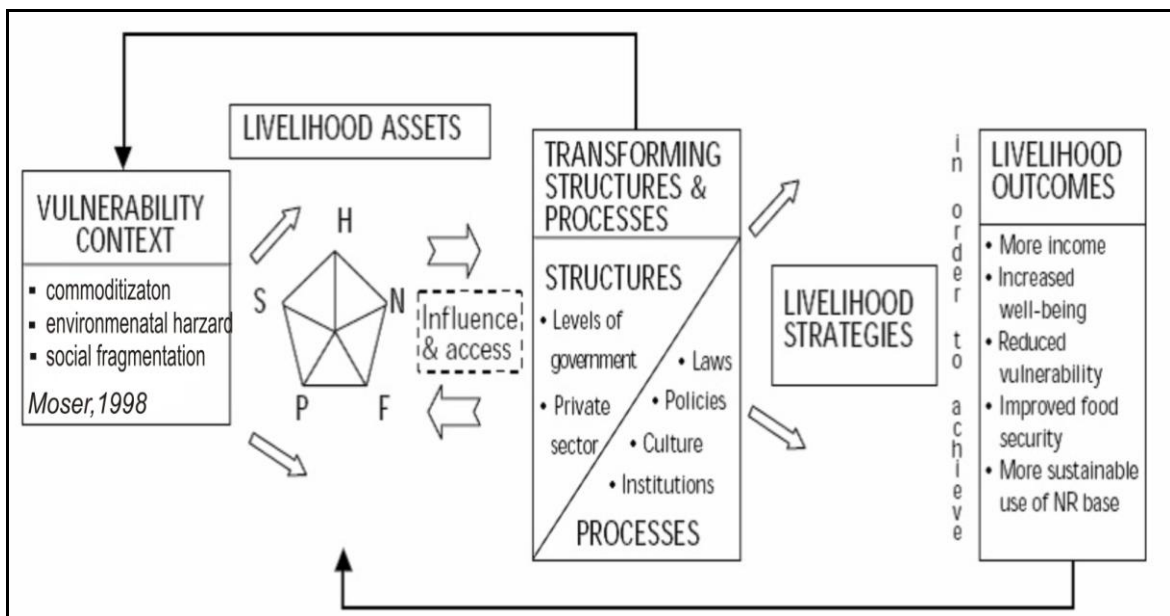 LIVELIHOOD ASSETS
VULNERABILITY
CONTEXT
▪ commoditizaton
▪ environmenatal harzard
▪ social fragmentation
Moser,1998
H
S
N
P
F
Influence
& access
TRANSFORMING
STRUCTURES &
PROCESSES
STRUCTURES
• Levels of
government
• Private
sector
• Laws
• Policies
• Culture
• Institutions
PROCESSES
LIVELIHOOD
STRATEGIES
in order to achieve
LIVELIHOOD
OUTCOMES
• More income
• Increased
well-being
• Reduced
vulnerability
• Improved food
security
• More sustainable
use of NR base